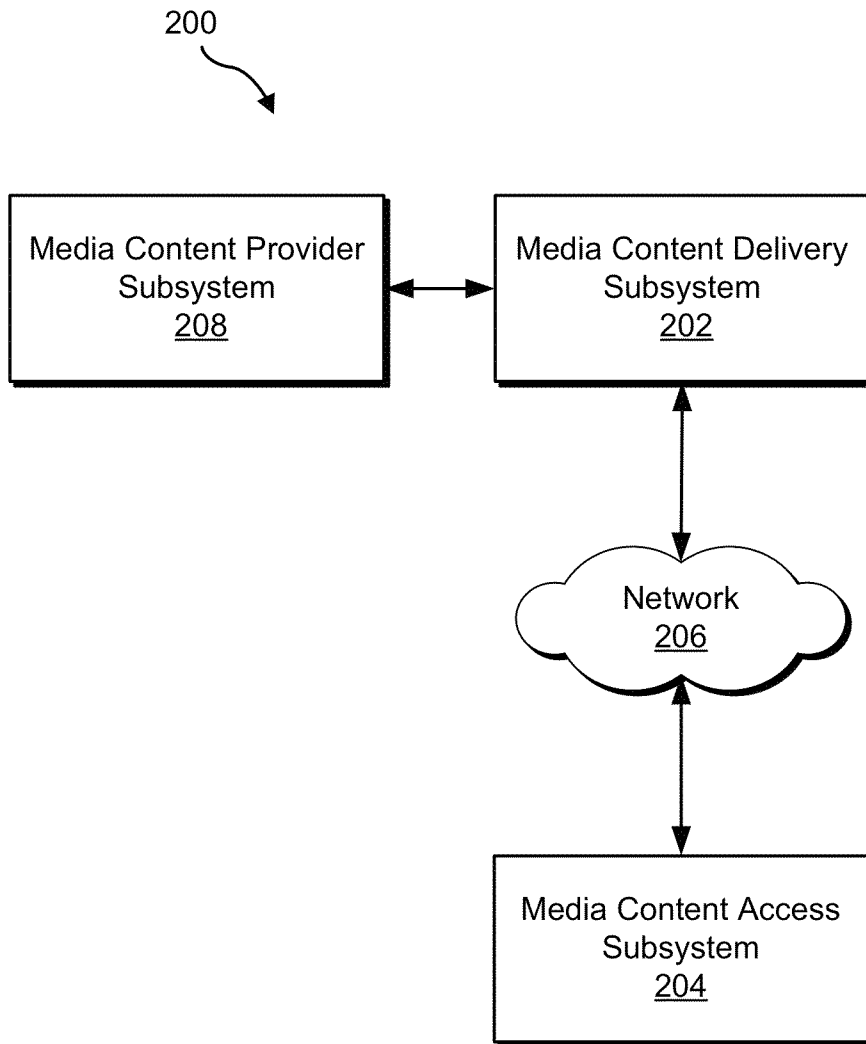 200
Media Content Provider
Subsystem
208
Media Content Delivery
Subsystem
202
Network
206
Media Content Access
Subsystem
204